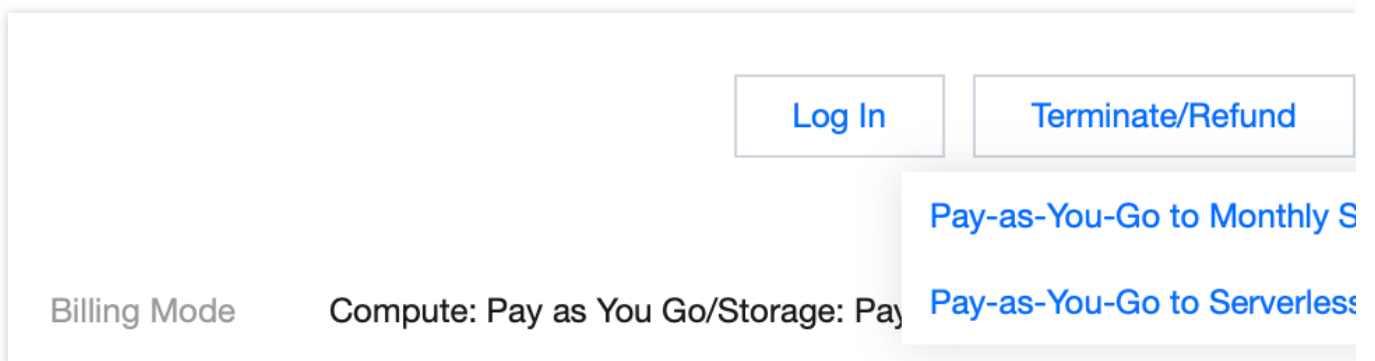 Log In
Terminate/Refund
Pay-as-You-Go to Monthly S
Pay-as-You-Go to Serverless
Billing Mode
Compute: Pay as You Go/Storage: Pay